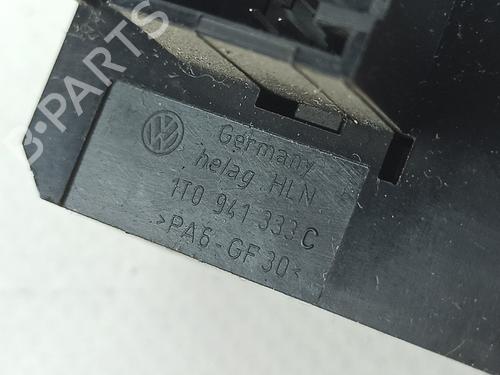 B-PARTS
Germany
helag HLN
1T0 941 333 C
>PA6-GF30<